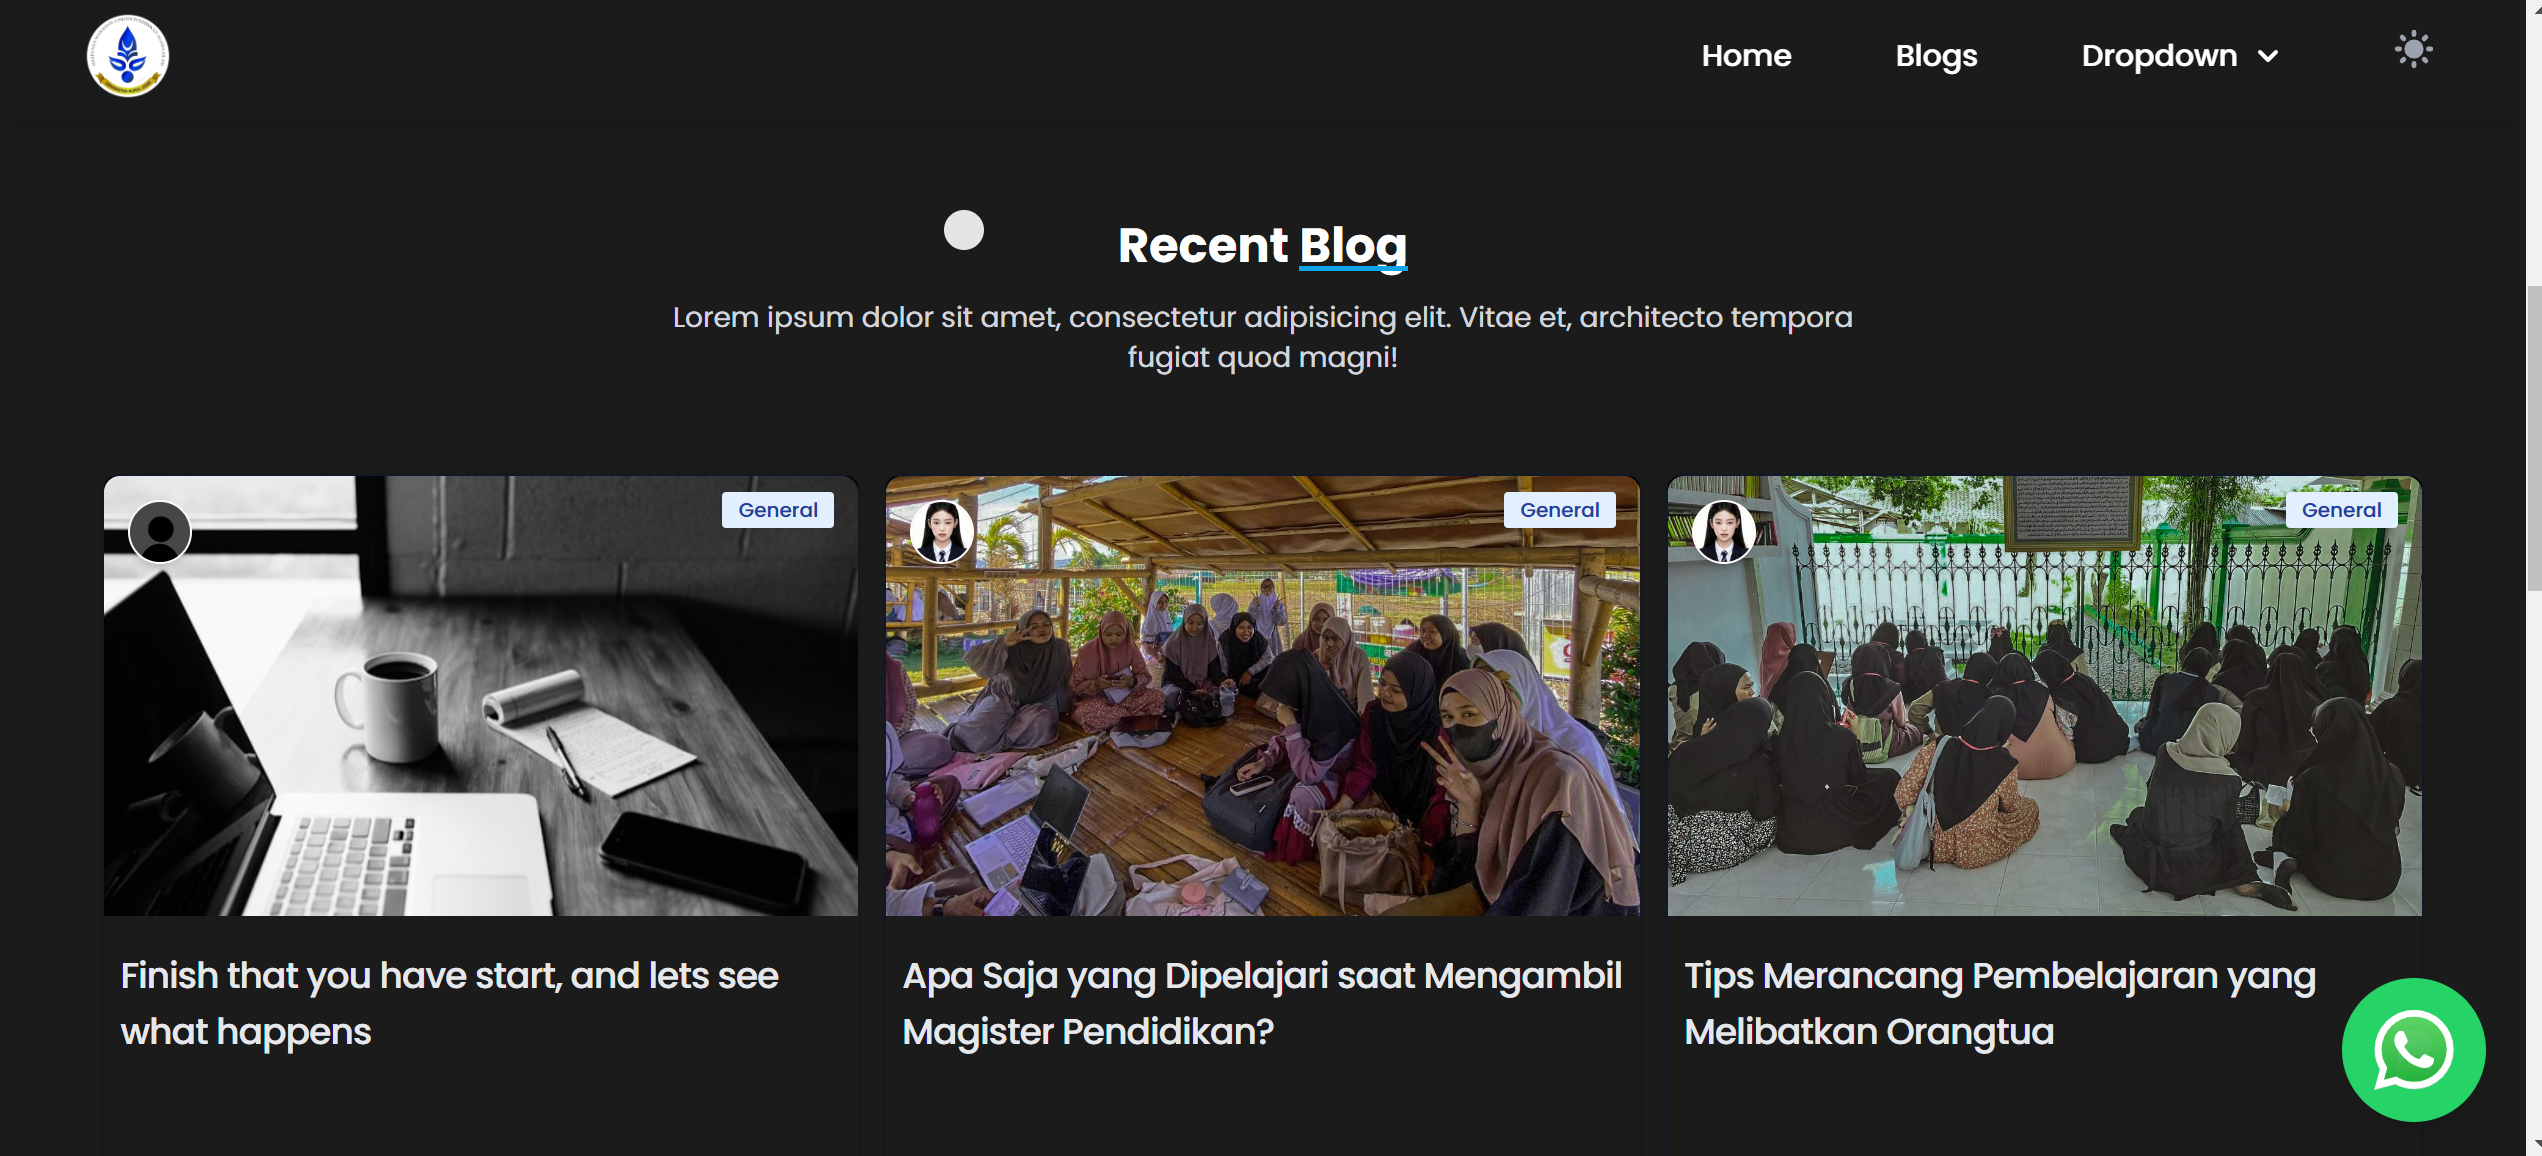 Home
Blogs
Dropdown
Recent Blog
Lorem ipsum dolor sit amet, consectetur adipisicing elit. Vitae et, architecto tempora
fugiat quod magni!
General
General
General
Finish that you have start, and lets see
what happens
Apa Saja yang Dipelajari saat Mengambil
Magister Pendidikan?
Tips Merancang Pembelajaran yang
Melibatkan Orangtua